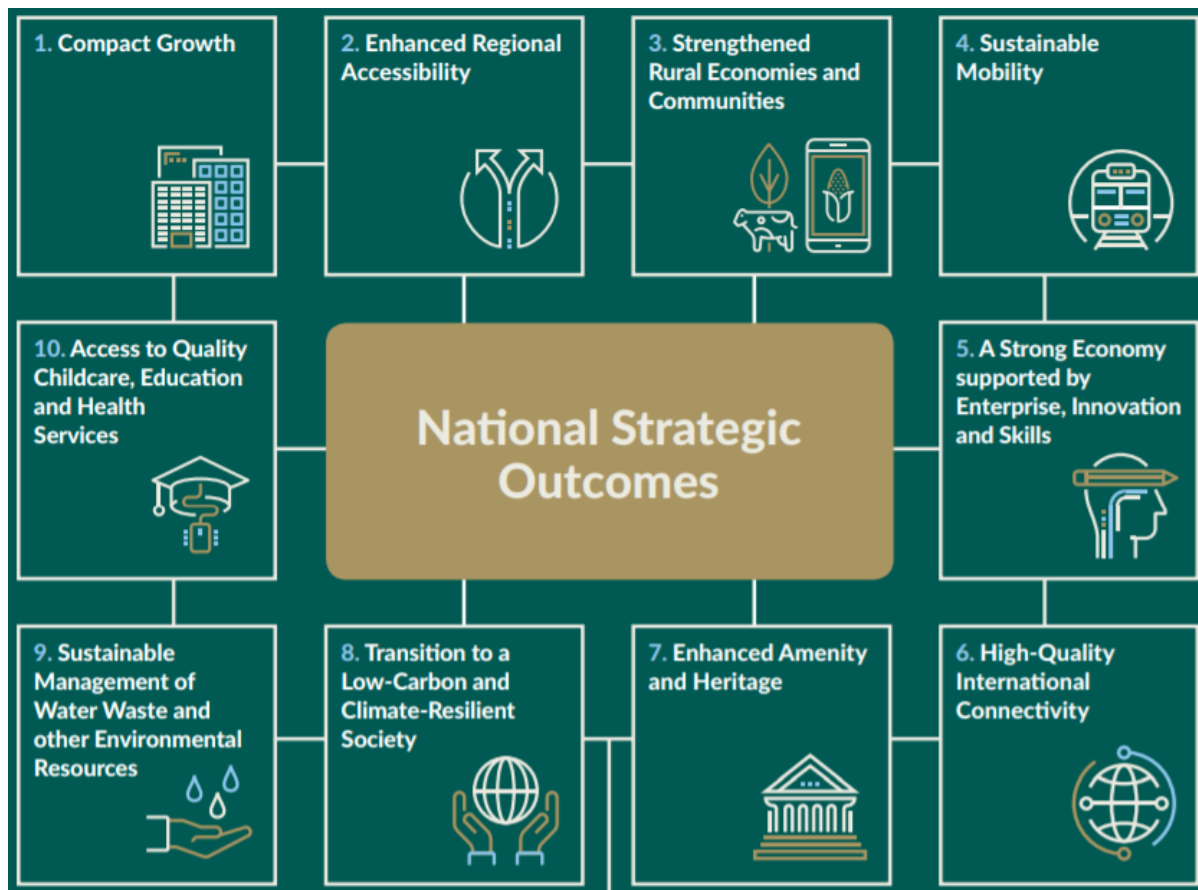 1. Compact Growth
2. Enhanced Regional
Accessibility
3. Strengthened
Rural Economies and
Communities
4. Sustainable
Mobility
10. Access to Quality
Childcare, Education
and Health
Services
National Strategic
Outcomes
5. A Strong Economy
supported by
Enterprise, Innovation
and Skills
9. Sustainable
Management of
Water Waste and
other Environmental
Resources
8. Transition to a
Low-Carbon and
Climate-Resilient
Society
7. Enhanced Amenity
and Heritage
6. High-Quality
International
Connectivity